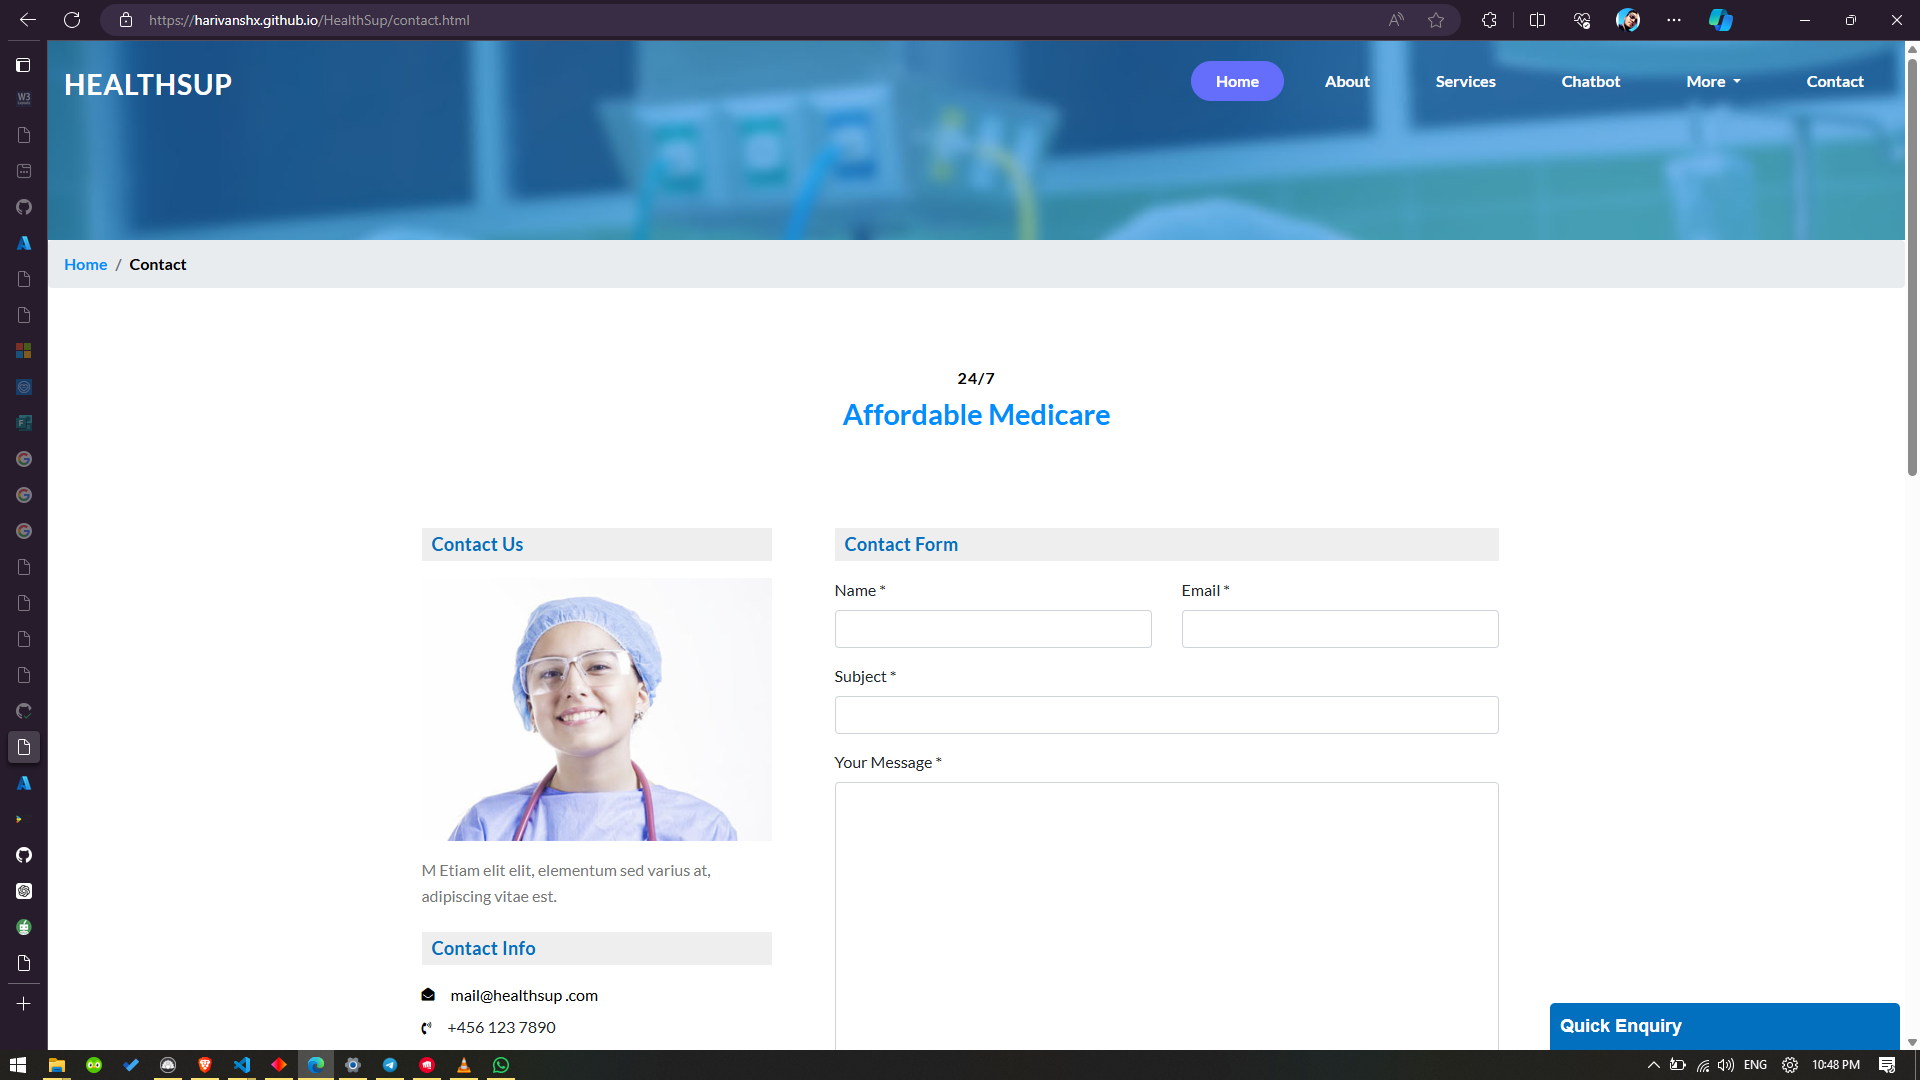 https://harivanshx.github.io/HealthSup/contact.html
HEALTHSUP
Home
About
Services
Chatbot
More
Contact
Home / Contact
24/7
Affordable Medicare
Contact Us
M Etiam elit elit, elementum sed varius at,
adipiscing vitae est.
Contact Info
mail@healthsup .com
+456 123 7890
Contact Form
Name *
Email *
Subject *
Your Message *
Quick Enquiry
ENG
10:48 PM